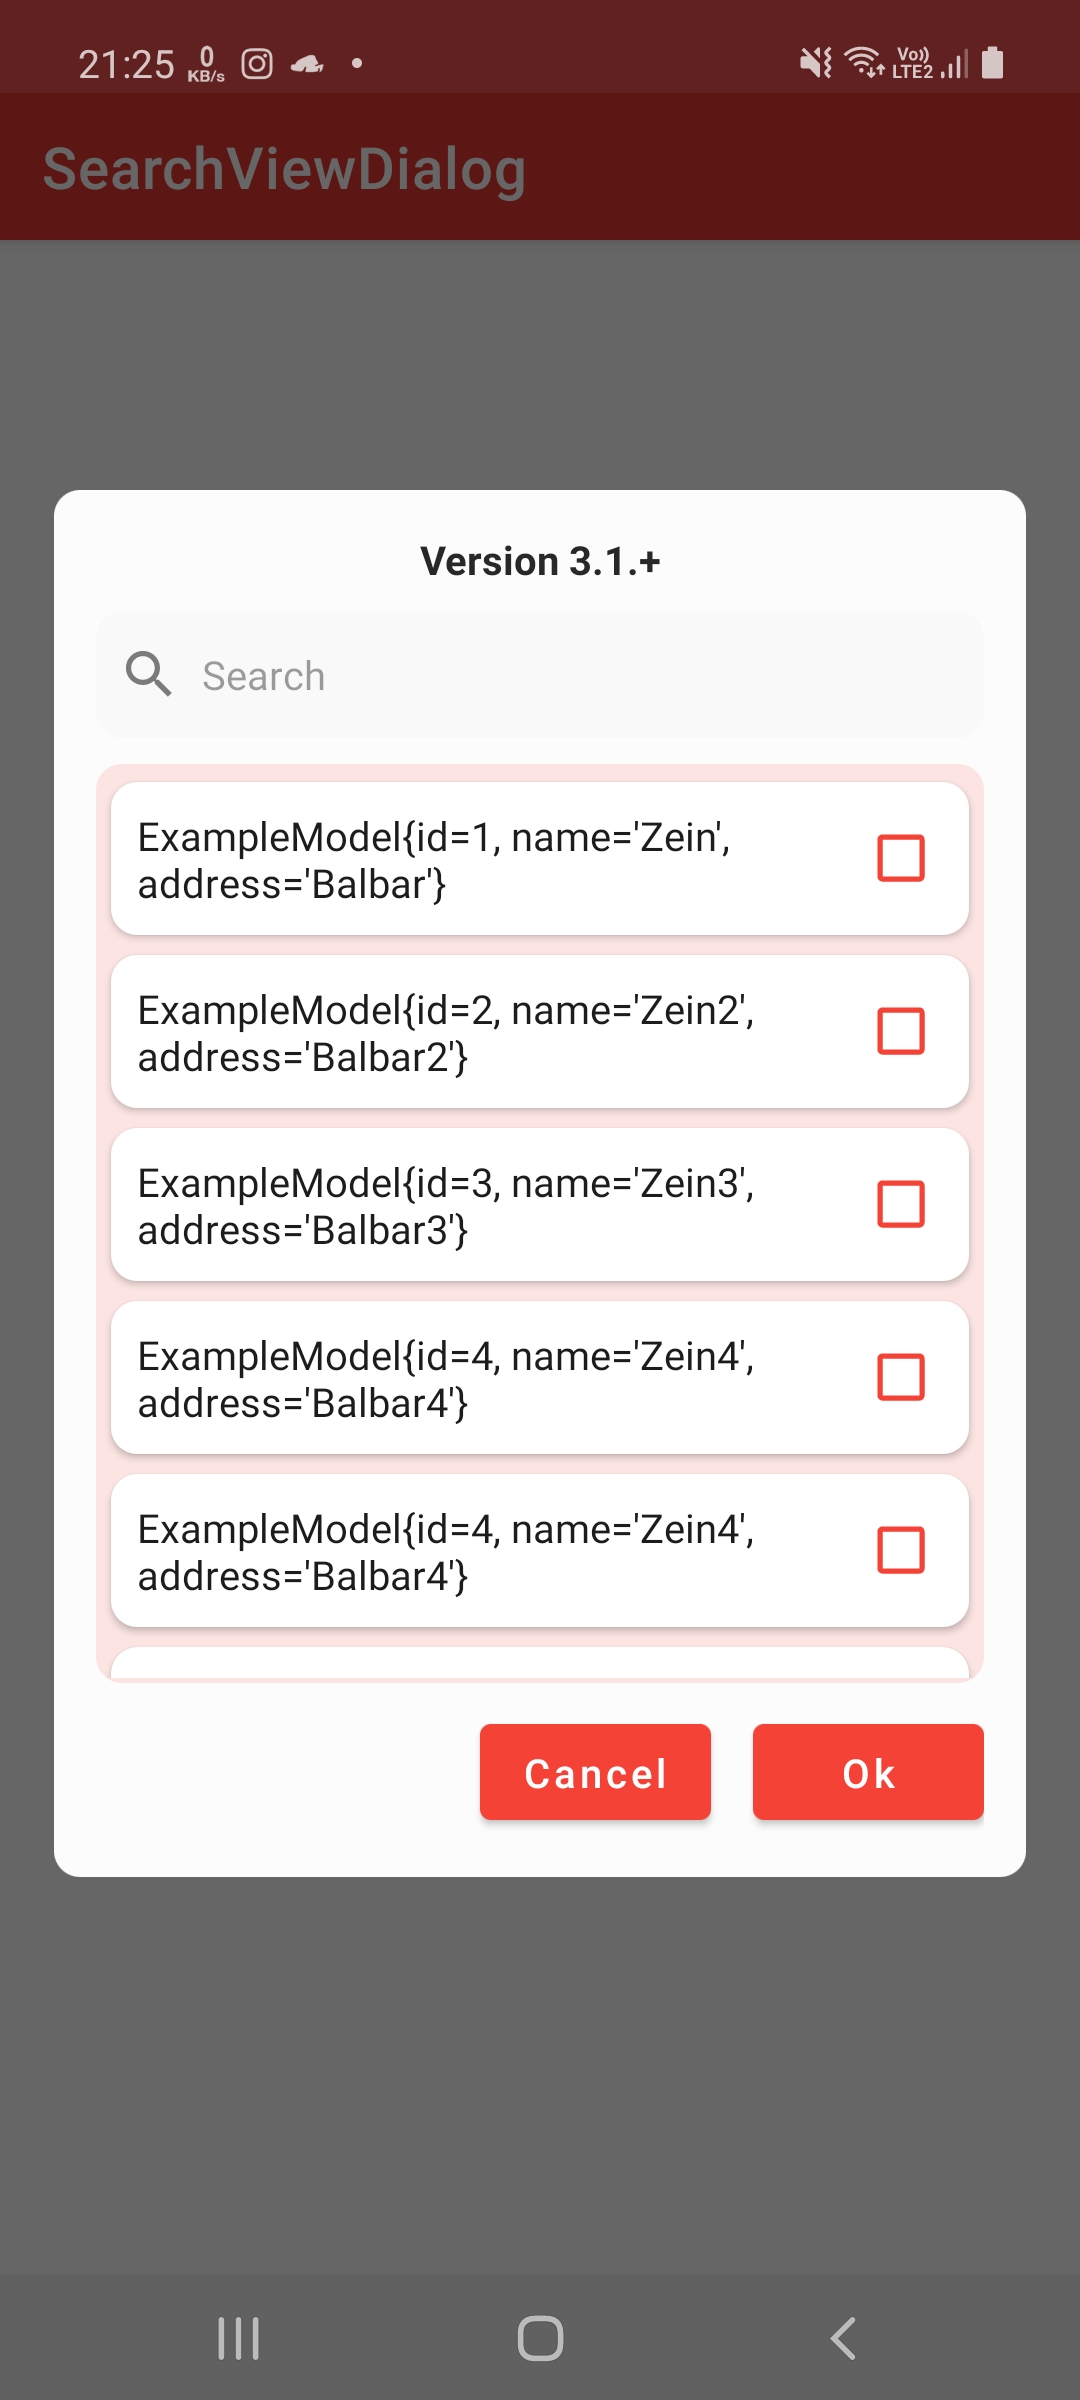 21:25 0 KB/s Vo)) LTE2
SearchViewDialog
Version 3.1.+
Search
ExampleModel{id=1, name='Zein',
address='Balbar'}
ExampleModel{id=2, name='Zein2',
address='Balbar2'}
ExampleModel{id=3, name='Zein3',
address='Balbar3'}
ExampleModel{id=4, name='Zein4',
address='Balbar4'}
ExampleModel{id=4, name='Zein4',
address='Balbar4'}
Cancel Ok